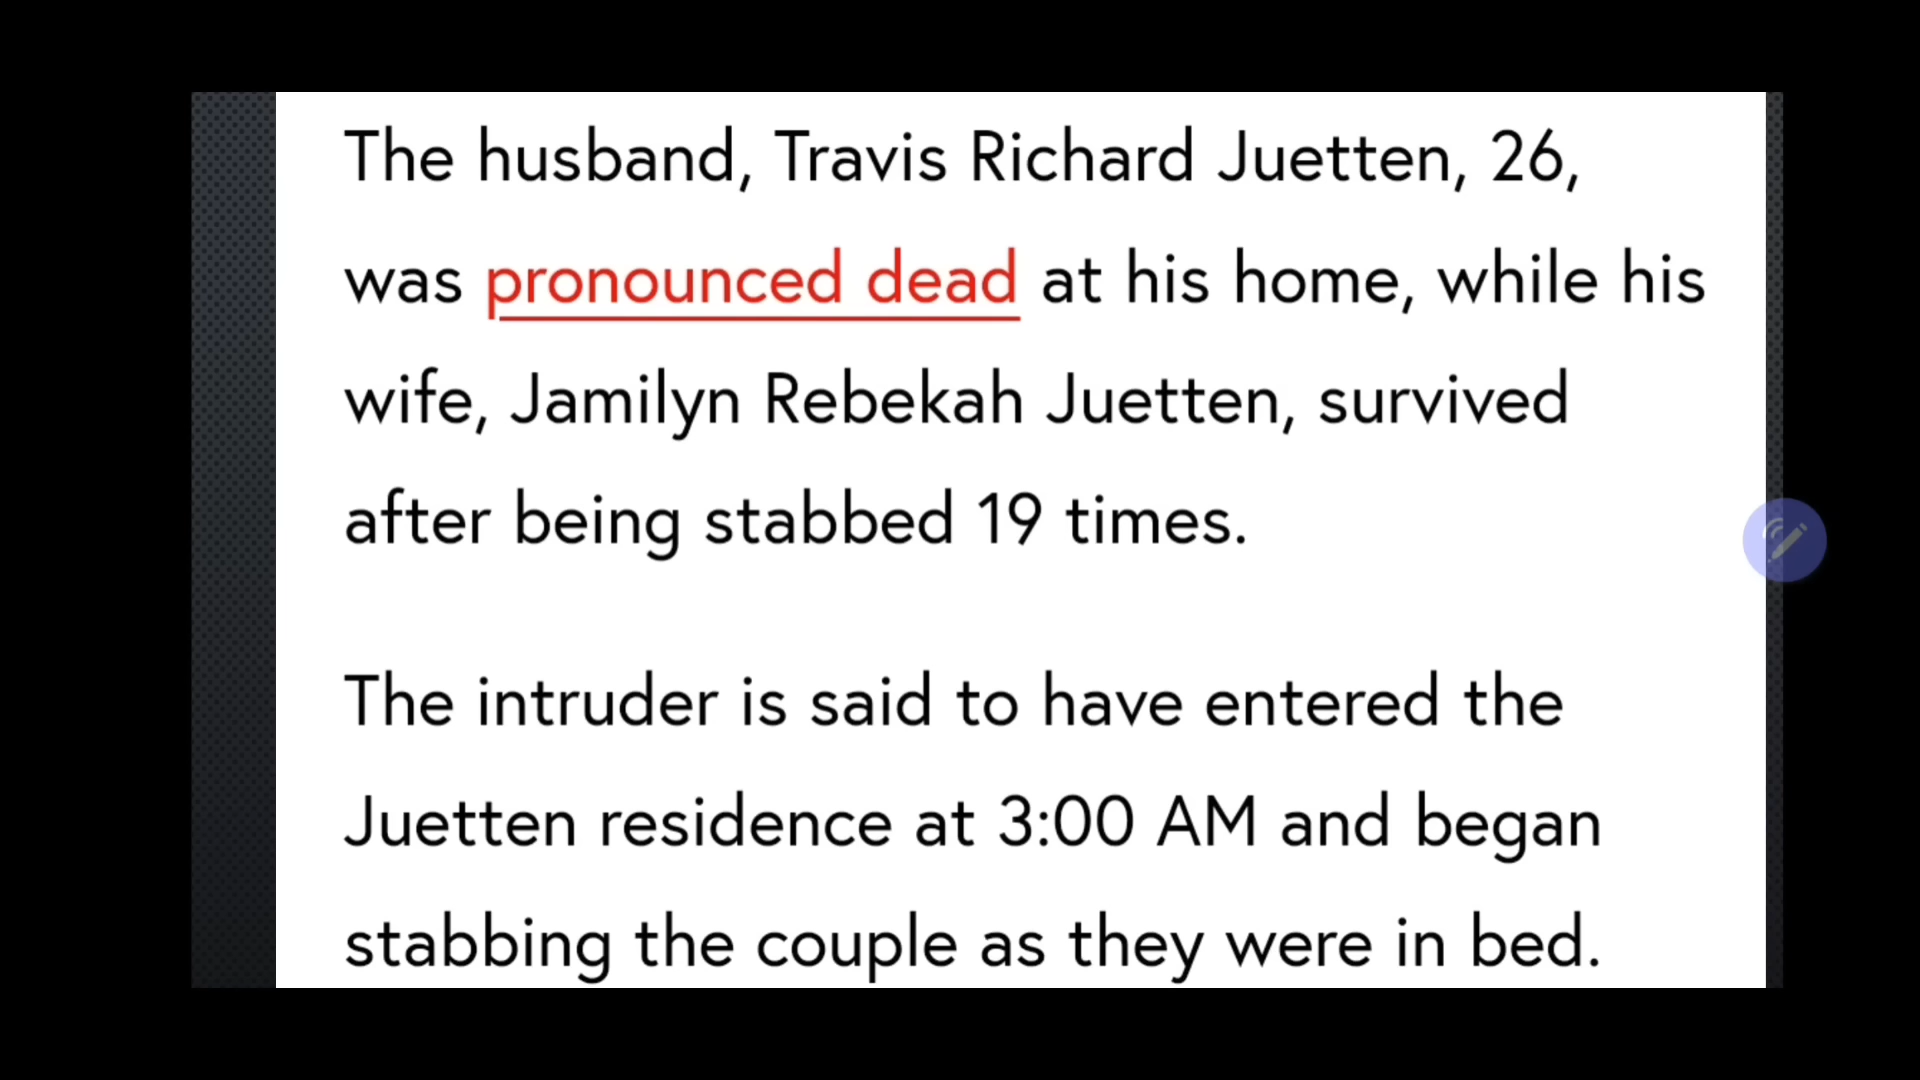 The husband, Travis Richard Juetten, 26,
was pronounced dead at his home, while his
wife, Jamilyn Rebekah Juetten, survived
after being stabbed 19 times.
The intruder is said to have entered the
Juetten residence at 3:00 AM and began
stabbing the couple as they were in bed.